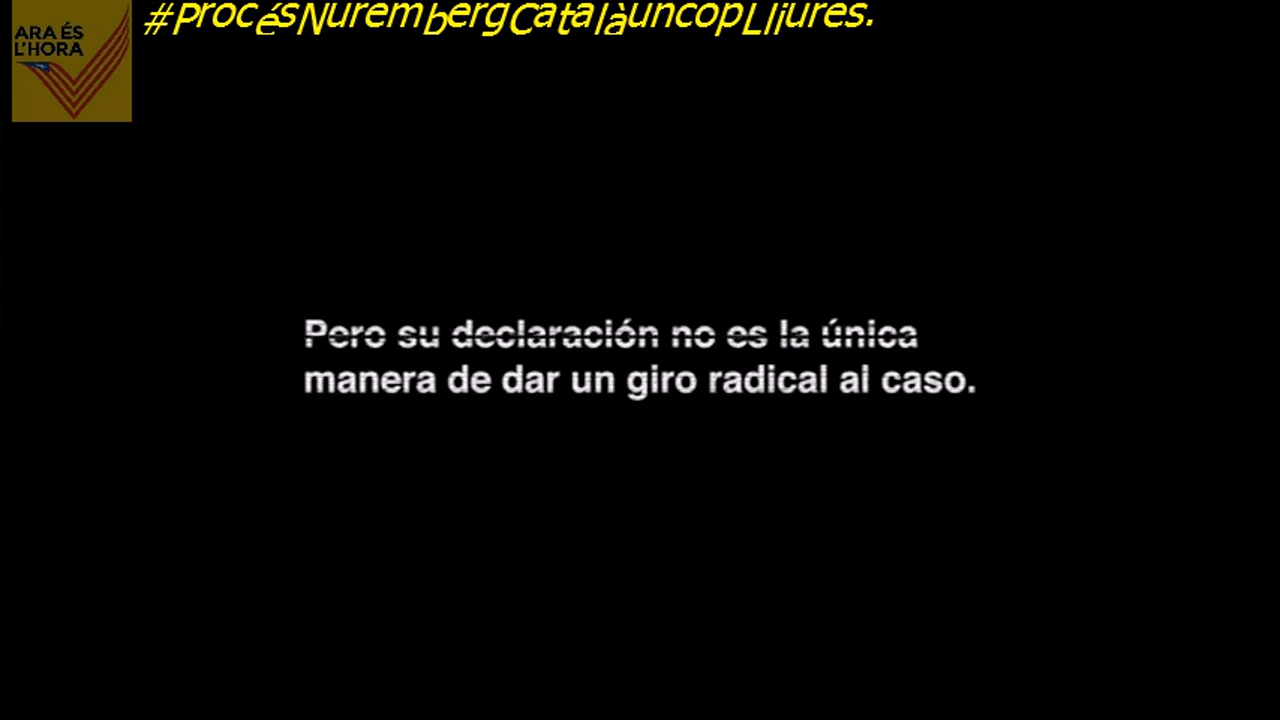 #ProcésNurembergCatalàuncopLliures.
ARA ÉS
L'HORA
Pero su declaración no es la única
manera de dar un giro radical al caso.